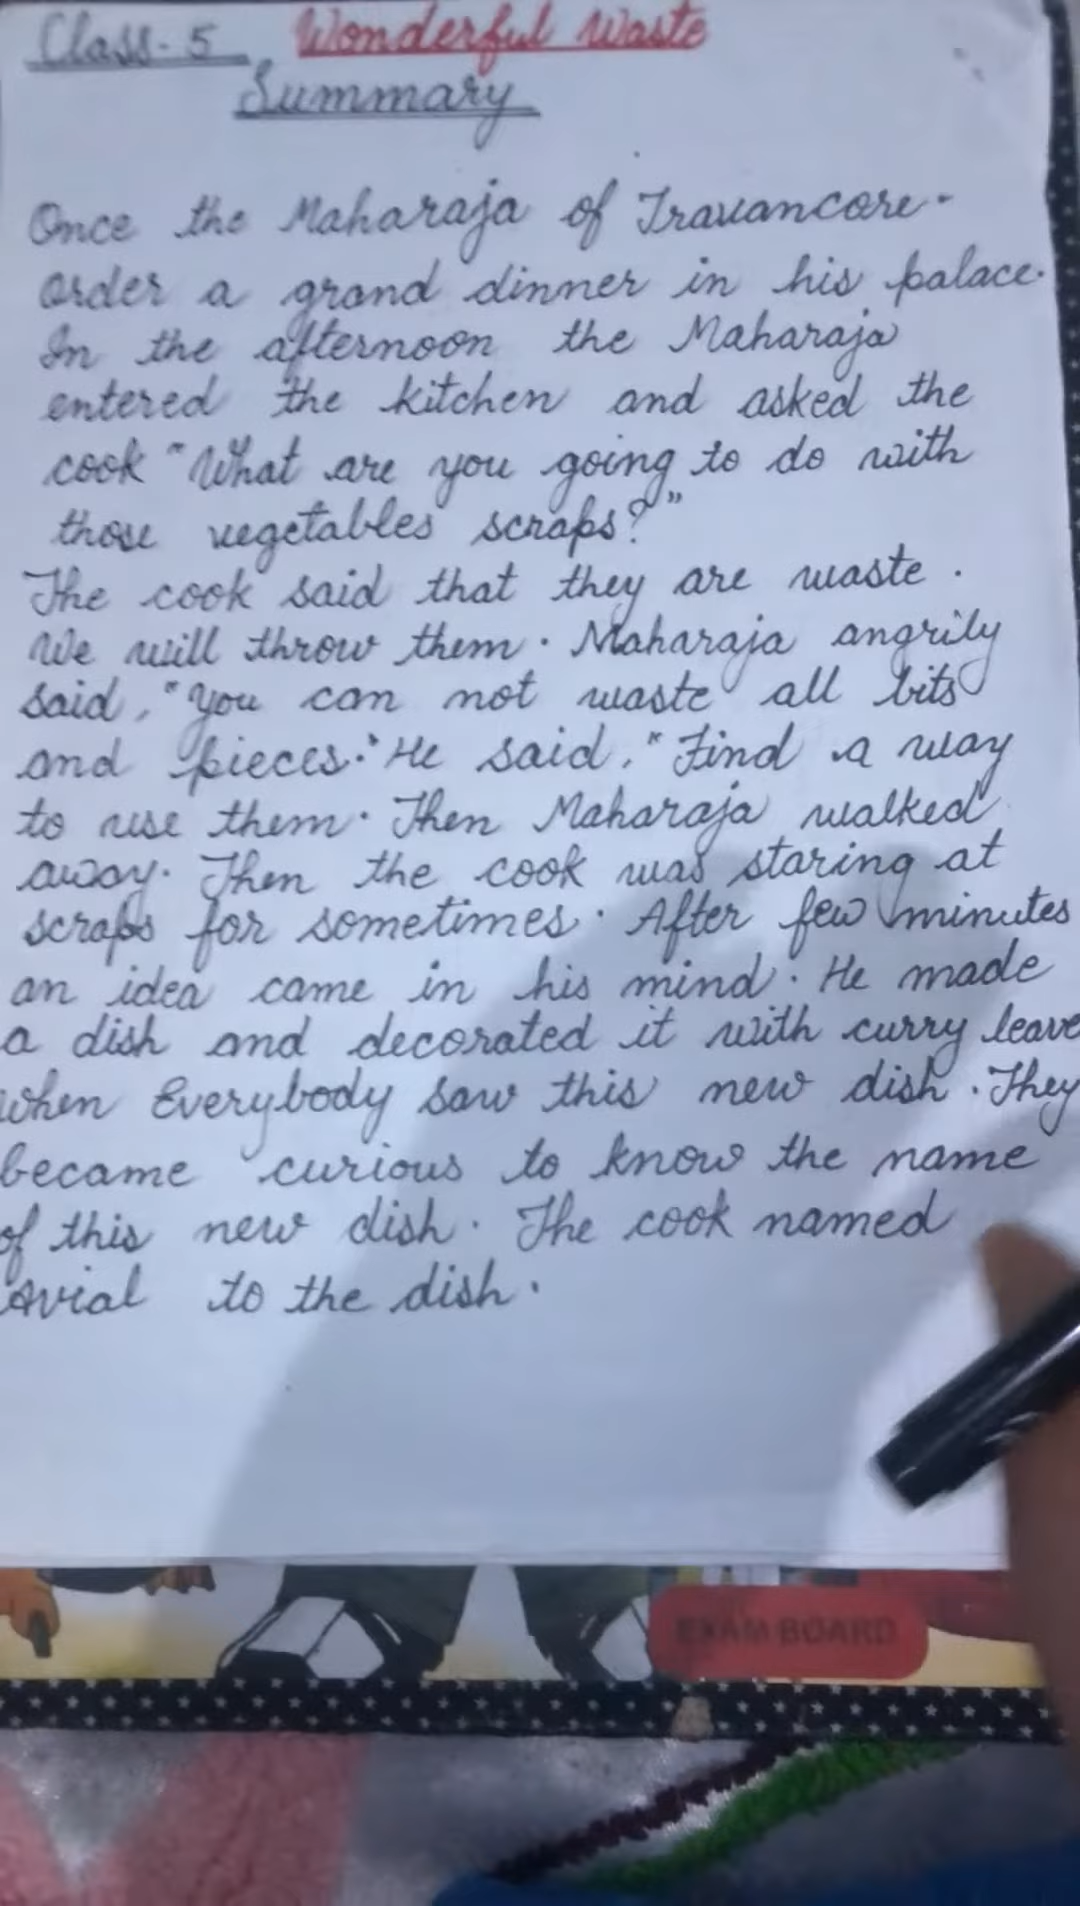 Class-5 Wonderful Waste
Summary
Once the Maharaja of Travancore-
order a grand dinner in his palace.
In the afternoon the Maharaja
entered the kitchen and asked the
cook "What are you going to do with
those vegetables scraps?"
The cook said that they are waste.
We will throw them. Maharaja angrily
said, "You can not waste all bits
and pieces." He said, "Find a way
to use them. Then Maharaja walked
away. Then the cook was staring at
scraps for sometimes. After few minutes
an idea came in his mind. He made
a dish and decorated it with curry leave
when Everybody saw this new dish. They
became curious to know the name
of this new dish. The cook named
avial to the dish.
EXAM BOARD